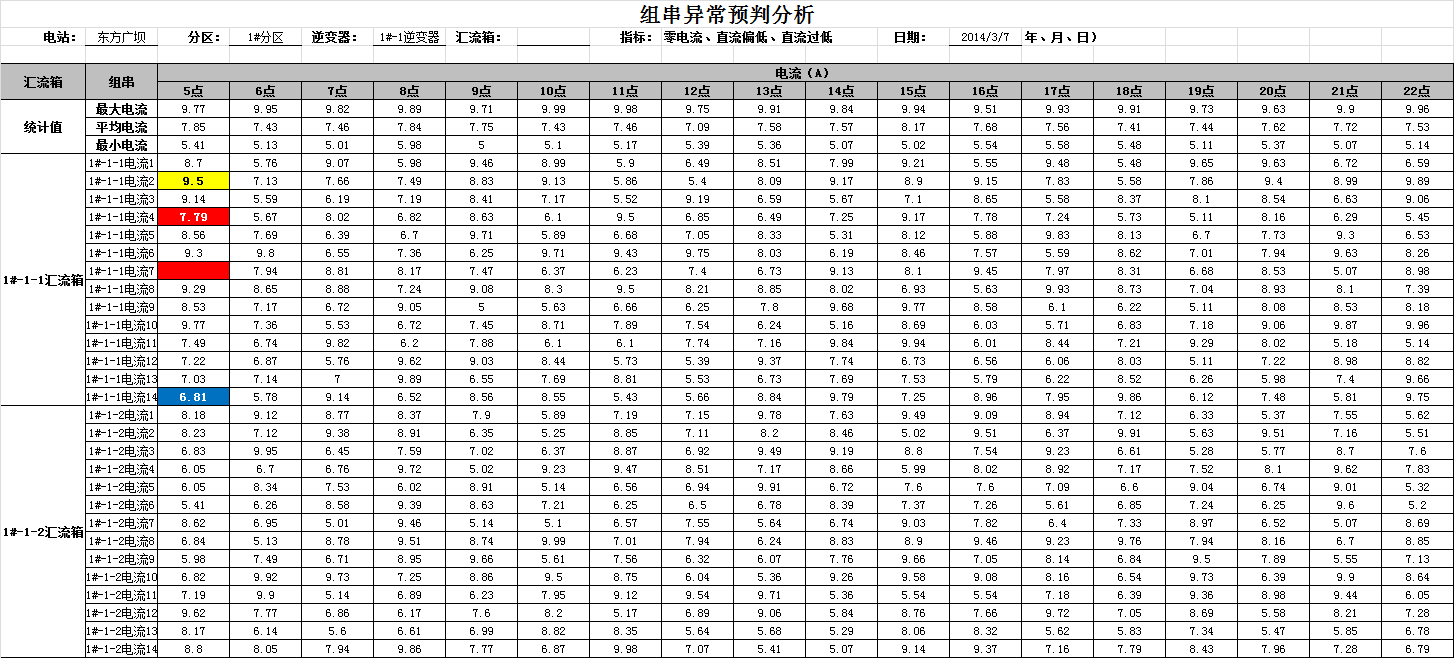 组串异常预判分析
电站： 东方广坝 分区： 1#分区 逆变器： 1#-1逆变器 汇流箱： 指标： 零电流、直流偏低、直流过低 日期： 2014/3/7 年、月、日）
汇流箱 组串 电流（A）
5点 6点 7点 8点 9点 10点 11点 12点 13点 14点 15点 16点 17点 18点 19点 20点 21点 22点
统计值
最大电流 9.77 9.95 9.82 9.89 9.71 9.99 9.98 9.75 9.91 9.84 9.94 9.51 9.93 9.91 9.73 9.63 9.9 9.96
平均电流 7.85 7.43 7.46 7.84 7.75 7.43 7.46 7.09 7.58 7.57 8.17 7.68 7.56 7.41 7.44 7.62 7.72 7.53
最小电流 5.41 5.13 5.01 5.98 5 5.1 5.17 5.39 5.36 5.07 5.02 5.54 5.58 5.48 5.11 5.37 5.07 5.14
1#-1-1汇流箱
1#-1-1电流1 8.7 5.76 9.07 5.98 9.46 8.99 5.9 6.49 8.51 7.99 9.21 5.55 9.48 5.48 9.65 9.63 6.72 6.59
1#-1-1电流2 9.5 7.13 7.66 7.49 8.83 9.13 5.86 5.4 8.09 9.17 8.9 9.15 7.83 5.58 7.86 9.4 8.99 9.89
1#-1-1电流3 9.14 5.59 6.19 7.19 8.41 7.17 5.52 9.19 6.59 5.67 7.1 8.65 5.58 8.37 8.1 8.54 6.63 9.06
1#-1-1电流4 7.79 5.67 8.02 6.82 8.63 6.1 9.5 6.85 6.49 7.25 9.17 7.78 7.24 5.73 5.11 8.16 6.29 5.45
1#-1-1电流5 8.56 7.69 6.39 6.7 9.71 5.89 6.68 7.05 8.33 5.31 8.12 5.88 9.83 8.13 6.7 7.73 9.3 6.53
1#-1-1电流6 9.3 9.8 6.55 7.36 6.25 9.71 9.43 9.75 8.03 6.19 8.46 7.57 5.59 8.62 7.01 7.94 9.63 8.26
1#-1-1电流7 7.94 8.81 8.17 7.47 6.37 6.23 7.4 6.73 9.13 8.1 9.45 7.97 8.31 6.68 8.53 5.07 8.98
1#-1-1电流8 9.29 8.65 8.88 7.24 9.08 8.3 9.5 8.21 8.85 8.02 6.93 5.63 9.93 8.73 7.04 8.93 8.1 7.39
1#-1-1电流9 8.53 7.17 6.72 9.05 5 5.63 6.66 6.25 7.8 9.68 9.77 8.58 6.1 6.22 5.11 8.08 8.53 8.18
1#-1-1电流10 9.77 7.36 5.53 6.72 7.45 8.71 7.89 7.54 6.24 5.16 8.69 6.03 5.71 6.83 7.18 9.06 9.87 9.96
1#-1-1电流11 7.49 6.74 9.82 6.2 7.88 6.1 6.1 7.74 7.16 9.84 9.94 6.01 8.44 7.21 9.29 8.02 5.18 5.14
1#-1-1电流12 7.22 6.87 5.76 9.62 9.03 8.44 5.73 5.39 9.37 7.74 6.73 6.56 6.06 8.03 5.11 7.22 8.98 8.82
1#-1-1电流13 7.03 7.14 7 9.89 6.55 7.69 8.81 5.53 6.73 7.69 7.53 5.79 6.22 8.52 6.26 5.98 7.4 9.66
1#-1-1电流14 6.81 5.78 9.14 6.52 8.56 8.55 5.43 5.66 8.84 9.79 7.25 8.96 7.95 9.86 6.12 7.48 5.81 9.75
1#-1-2汇流箱
1#-1-2电流1 8.18 9.12 8.77 8.37 7.9 5.89 7.19 7.15 9.78 7.63 9.49 9.09 8.94 7.12 6.33 5.37 7.55 5.62
1#-1-2电流2 8.23 7.12 9.38 8.91 6.35 5.25 8.85 7.11 8.2 8.46 5.02 9.51 6.37 9.91 5.63 9.51 7.16 5.51
1#-1-2电流3 6.83 9.95 6.45 7.59 7.02 6.37 8.87 6.92 9.49 9.19 8.8 7.54 9.23 6.61 5.28 5.77 8.7 7.6
1#-1-2电流4 6.05 6.7 6.76 9.72 5.02 9.23 9.47 8.51 7.17 8.66 5.99 8.02 8.92 7.17 7.52 8.1 9.62 7.83
1#-1-2电流5 6.05 8.34 7.53 6.02 8.91 5.14 6.56 6.94 9.91 6.72 7.6 7.6 7.09 6.6 9.04 6.74 9.01 5.32
1#-1-2电流6 5.41 6.26 8.58 9.39 8.63 7.21 6.25 6.5 6.78 8.39 7.37 7.26 5.61 6.85 7.24 6.25 9.6 5.2
1#-1-2电流7 8.62 6.95 5.01 9.46 5.14 5.1 6.57 7.55 5.64 6.74 9.03 7.82 6.4 7.33 8.97 6.52 5.07 8.69
1#-1-2电流8 6.84 5.13 8.78 9.51 8.74 9.99 7.01 7.94 6.24 8.83 8.9 9.46 9.23 9.76 7.94 8.16 6.7 8.85
1#-1-2电流9 5.98 7.49 6.71 8.95 9.66 5.61 7.56 6.32 6.07 7.76 9.66 7.05 8.14 6.84 9.5 7.89 5.55 7.13
1#-1-2电流10 6.82 9.92 9.73 7.25 8.86 9.5 8.75 6.04 5.36 9.26 9.58 9.08 8.16 6.54 9.73 6.39 9.9 8.64
1#-1-2电流11 7.19 9.9 5.14 6.89 6.23 7.95 9.12 9.54 9.71 5.36 5.54 5.54 7.18 6.39 9.36 8.98 9.44 6.05
1#-1-2电流12 9.62 7.77 6.86 6.17 7.6 8.2 5.17 6.89 9.06 5.84 8.76 7.66 9.72 7.05 8.69 5.58 8.21 7.28
1#-1-2电流13 8.17 6.14 5.6 6.61 6.99 8.82 8.35 5.64 5.68 5.29 8.06 8.32 5.62 5.83 7.34 5.47 5.85 6.78
1#-1-2电流14 8.8 8.05 7.94 9.86 7.77 6.87 9.98 7.07 5.41 5.07 9.14 9.37 7.16 7.79 8.43 7.96 7.28 6.79